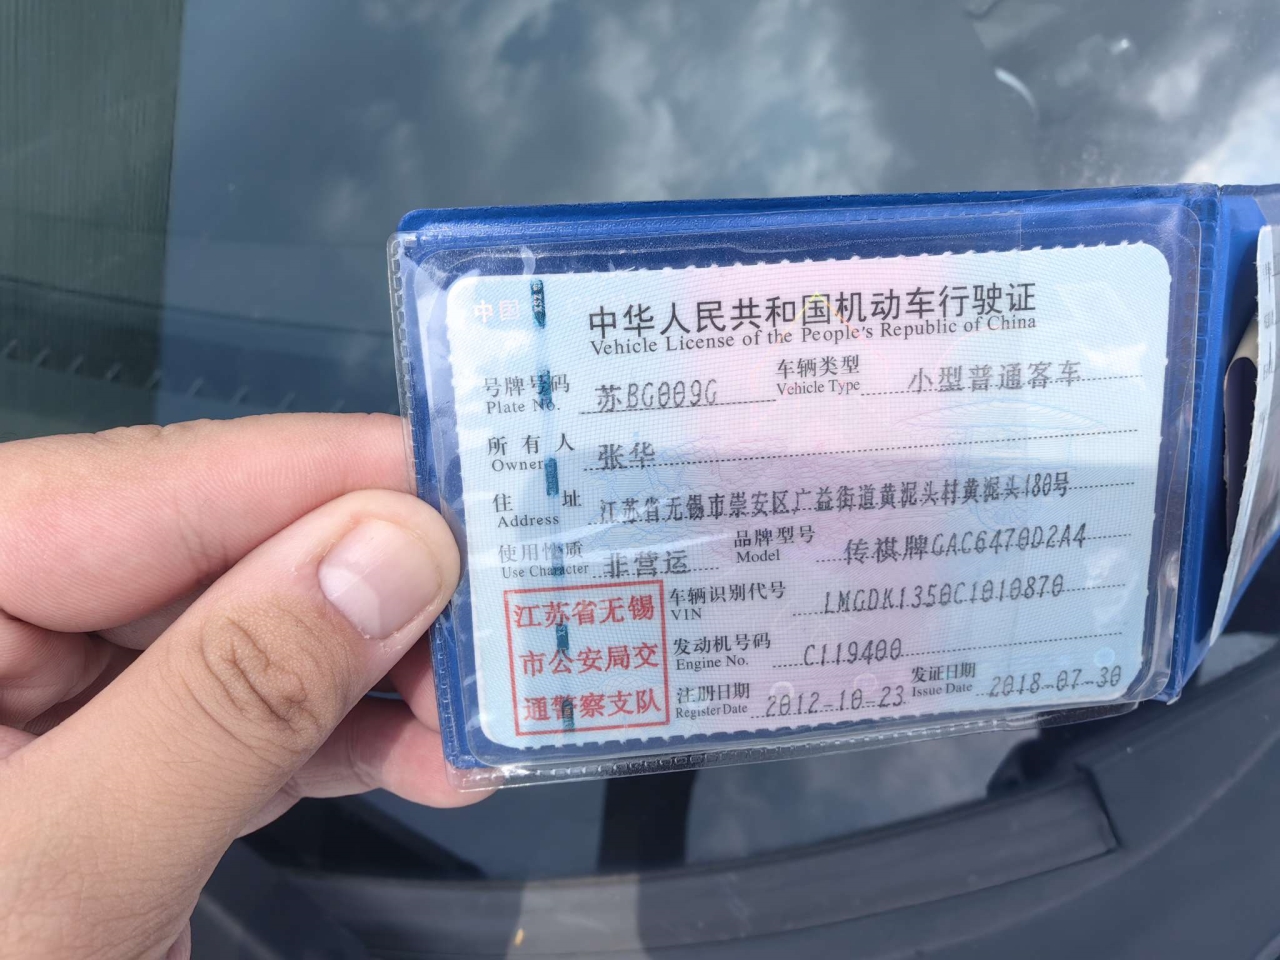 中国
中华人民共和国机动车行驶证
Vehicle License of the People's Republic of China
号牌号码 苏BG009G 车辆类型 小型普通客车
Plate No. Vehicle Type
所有人 张华
Owner
住址 江苏省无锡市崇安区广益街道黄泥头村黄泥头180号
Address
使用性质 非营运 品牌型号 传祺牌GAC6470D2A4
Use Character Model
车辆识别代号 LMGDK1350C1010870
VIN
发动机号码 C119400
Engine No.
注册日期 2012-10-23 发证日期 2018-07-30
Register Date Issue Date
江苏省无锡
市公安局交
通警察支队